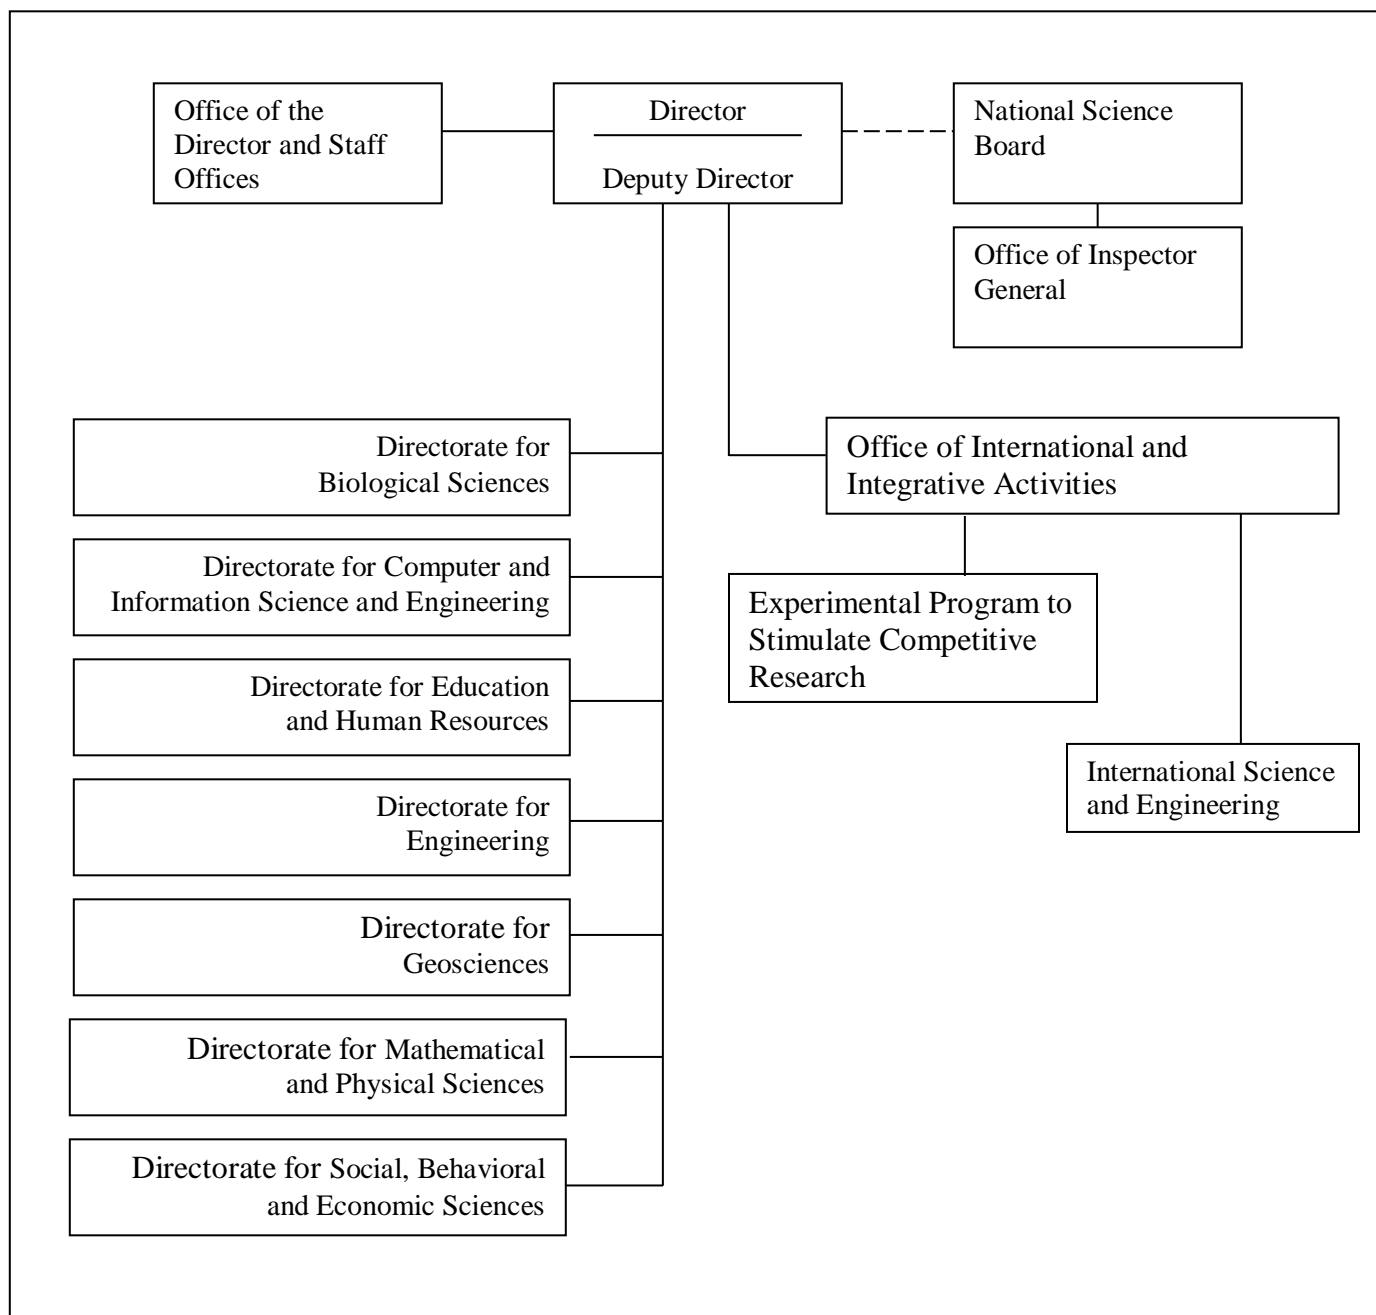 Office of the
Director and Staff
Offices
Director
Deputy Director
National Science
Board
Office of Inspector
General
Directorate for
Biological Sciences
Directorate for Computer and
Information Science and Engineering
Directorate for Education
and Human Resources
Directorate for
Engineering
Directorate for
Geosciences
Directorate for Mathematical
and Physical Sciences
Directorate for Social, Behavioral
and Economic Sciences
Office of International and
Integrative Activities
Experimental Program to
Stimulate Competitive
Research
International Science
and Engineering